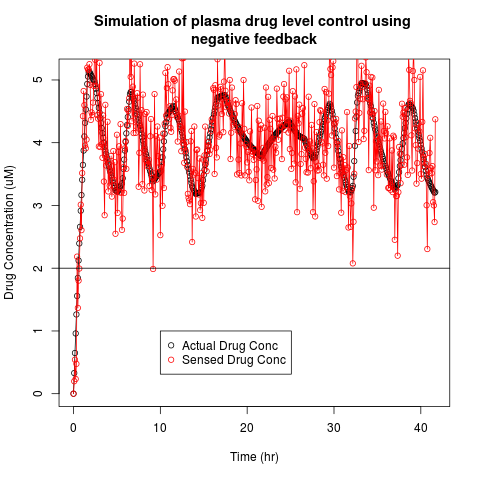 Simulation of plasma drug level control using
negative feedback
Drug Concentration (uM)
5
4
3
2
1
0
Actual Drug Conc
Sensed Drug Conc
0 10 20 30 40
Time (hr)